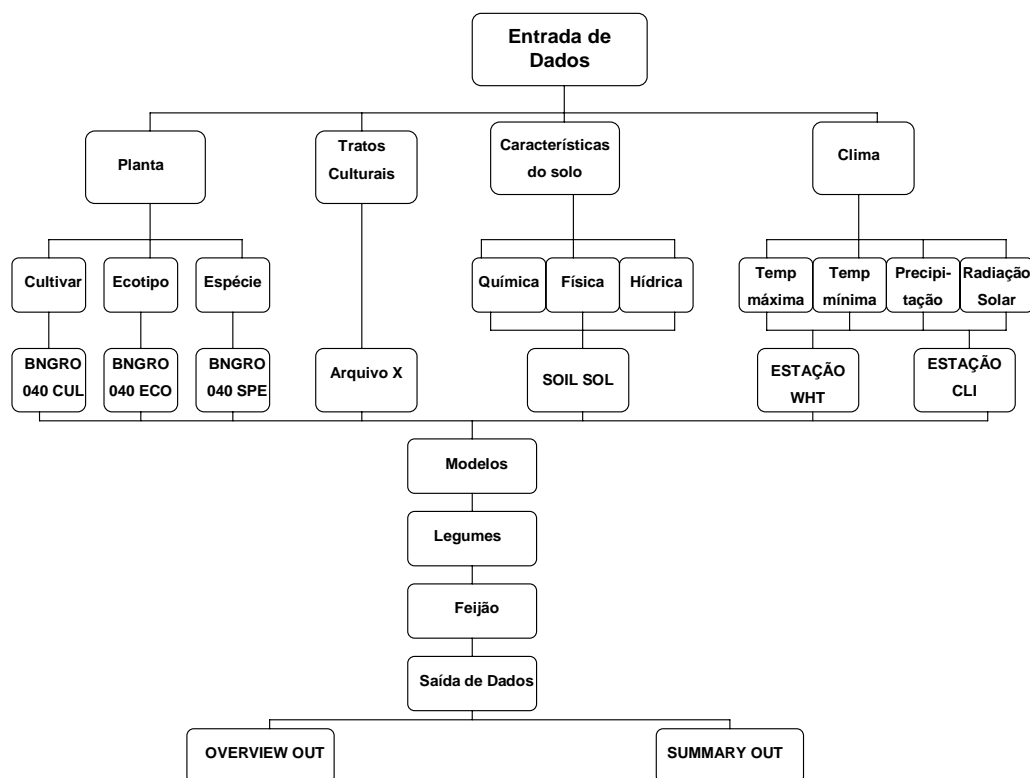 Entrada de
Dados
Planta
Tratos
Culturais
Características
do solo
Clima
Cultivar
Ecotipo
Espécie
Química
Física
Hídrica
Temp
máxima
Temp
mínima
Precipi-
tação
Radiação
Solar
BNGRO
040 CUL
BNGRO
040 ECO
BNGRO
040 SPE
Arquivo X
SOIL SOL
ESTAÇÃO
WHT
ESTAÇÃO
CLI
Modelos
Legumes
Feijão
Saída de Dados
OVERVIEW OUT
SUMMARY OUT